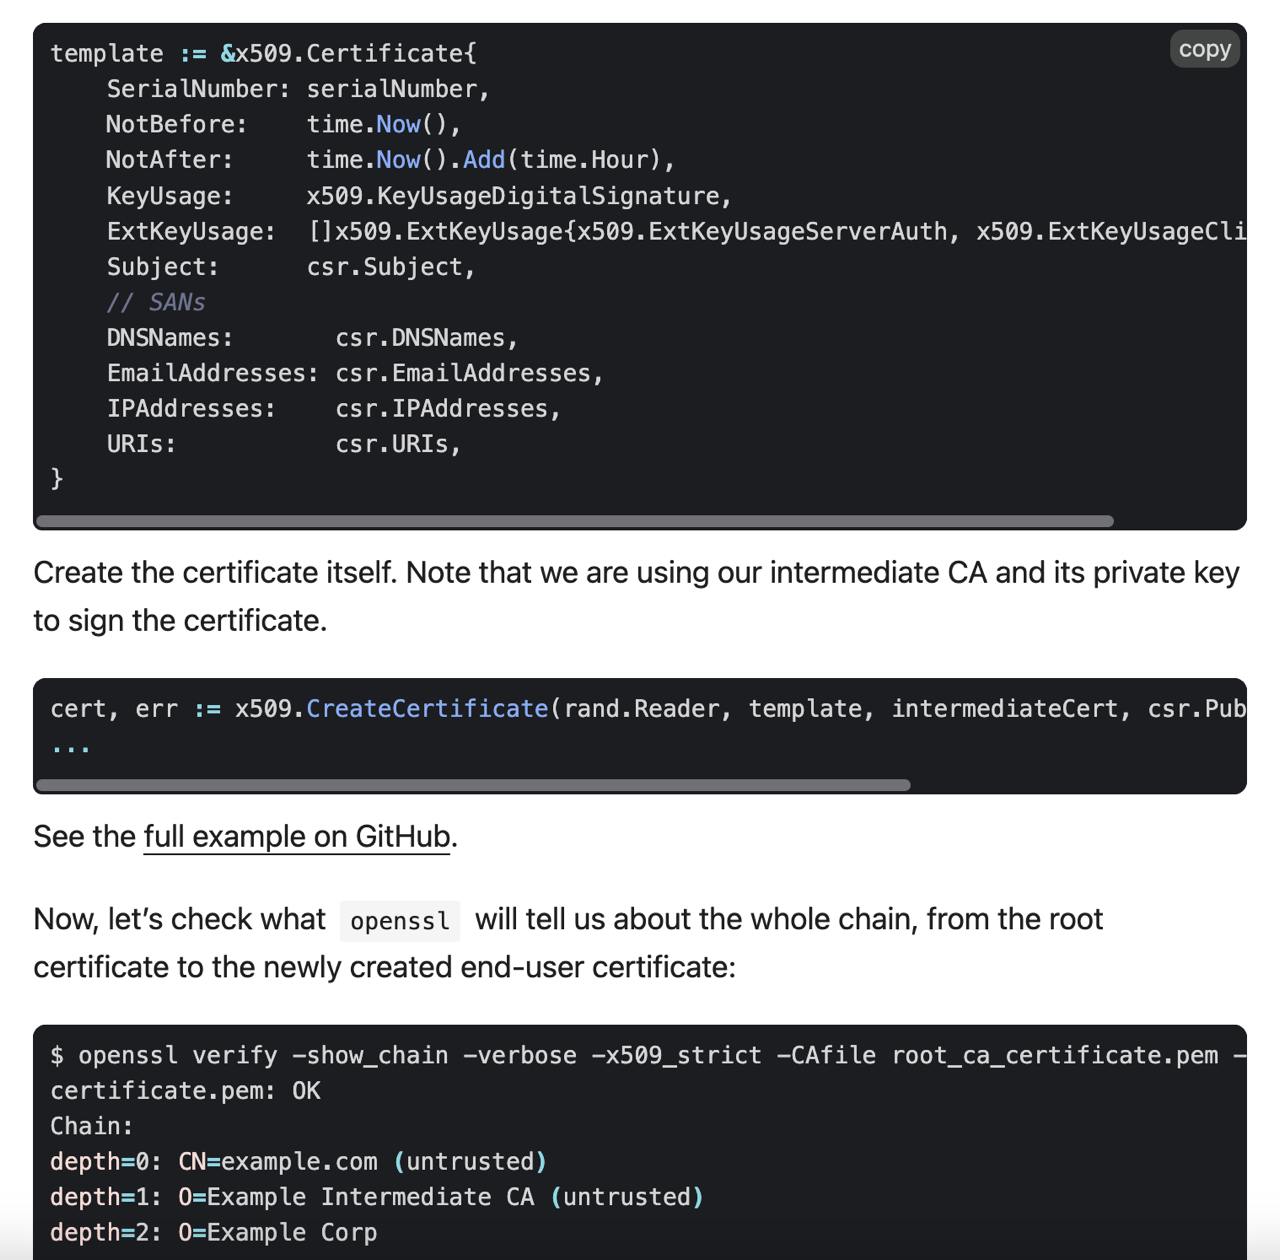 template := &x509.Certificate{
copy
SerialNumber: serialNumber,
NotBefore:    time.Now(),
NotAfter:     time.Now().Add(time.Hour),
KeyUsage:     x509.KeyUsageDigitalSignature,
ExtKeyUsage:  []x509.ExtKeyUsage{x509.ExtKeyUsageServerAuth, x509.ExtKeyUsageCli
Subject:      csr.Subject,
// SANs
DNSNames:       csr.DNSNames,
EmailAddresses: csr.EmailAddresses,
IPAddresses:    csr.IPAddresses,
URIs:           csr.URIs,
}
Create the certificate itself. Note that we are using our intermediate CA and its private key
to sign the certificate.
cert, err := x509.CreateCertificate(rand.Reader, template, intermediateCert, csr.Pub
...
See the full example on GitHub.
Now, let’s check what openssl will tell us about the whole chain, from the root
certificate to the newly created end-user certificate:
$ openssl verify -show_chain -verbose -x509_strict -CAfile root_ca_certificate.pem -
certificate.pem: OK
Chain:
depth=0: CN=example.com (untrusted)
depth=1: O=Example Intermediate CA (untrusted)
depth=2: O=Example Corp